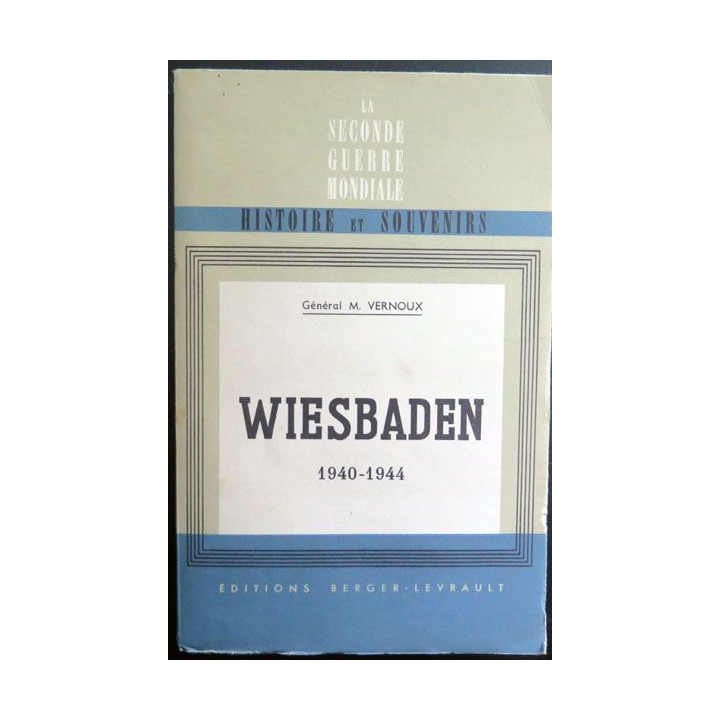 LA
SECONDE
GUERRE
MONDIALE
HISTOIRE ET SOUVENIRS
Général M. VERNOUX
WIESBADEN
1940-1944
ÉDITIONS BERGER-LEVRAULT